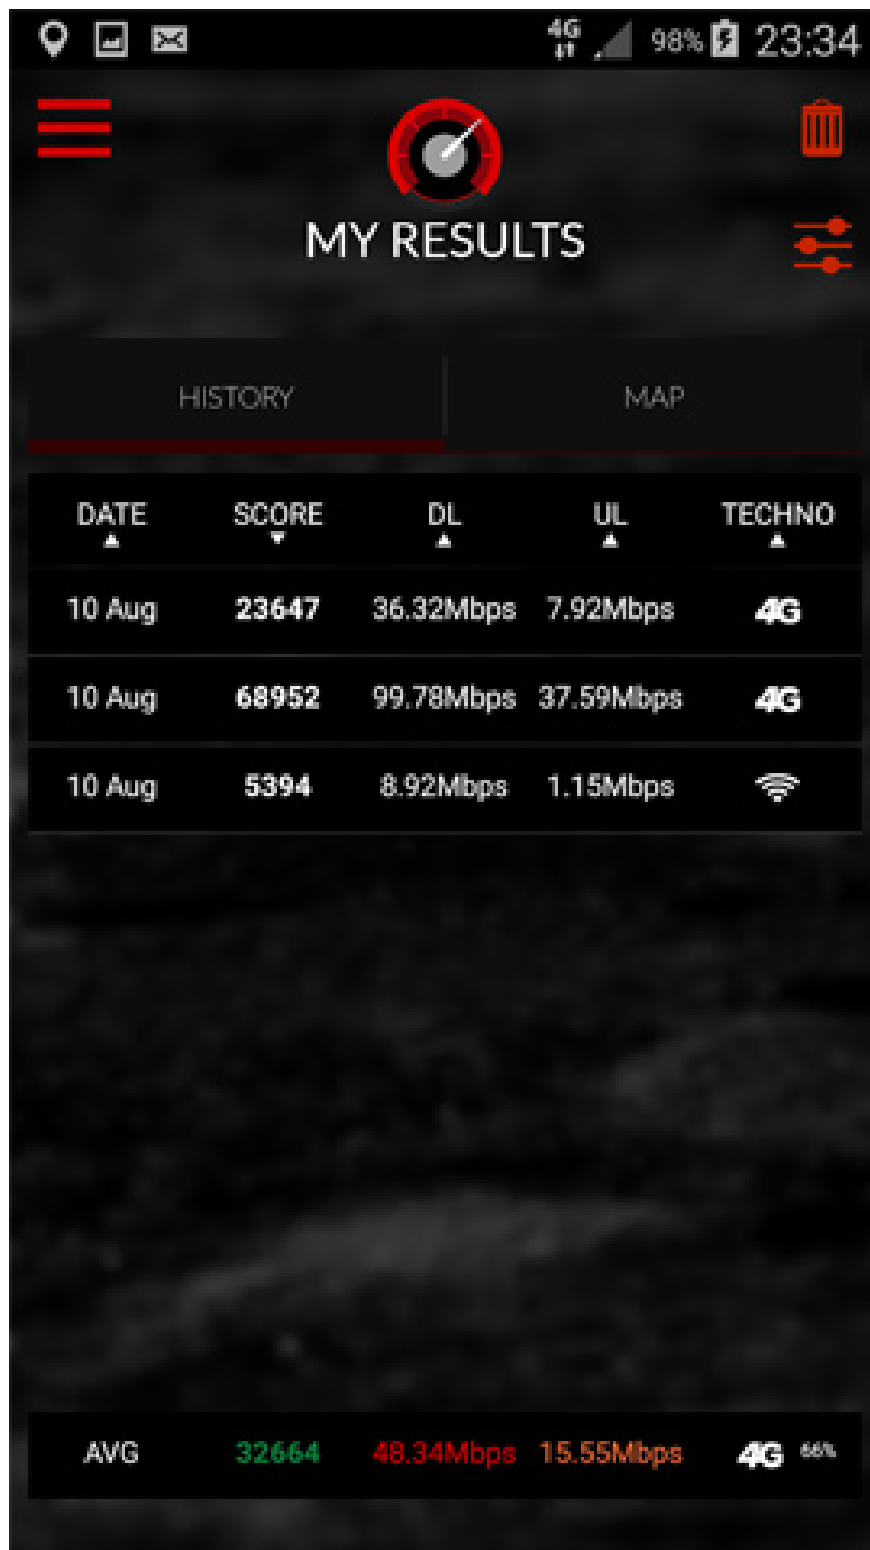 4G 98% 23:34
MY RESULTS
HISTORY MAP
DATE SCORE DL UL TECHNO
10 Aug 23647 36.32Mbps 7.92Mbps 4G
10 Aug 68952 99.78Mbps 37.59Mbps 4G
10 Aug 5394 8.92Mbps 1.15Mbps
AVG 32664 48.34Mbps 15.55Mbps 4G 66%